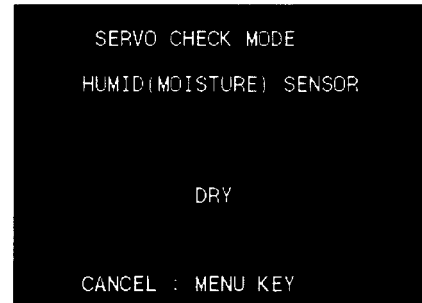 SERVO CHECK MODE
HUMID(MOISTURE) SENSOR
DRY
CANCEL : MENU KEY